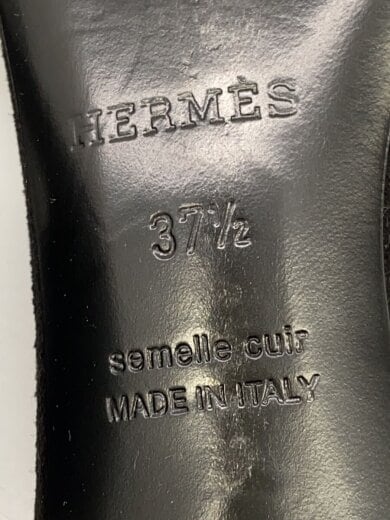 HERMÈS
37½
semelle cuir
MADE IN ITALY